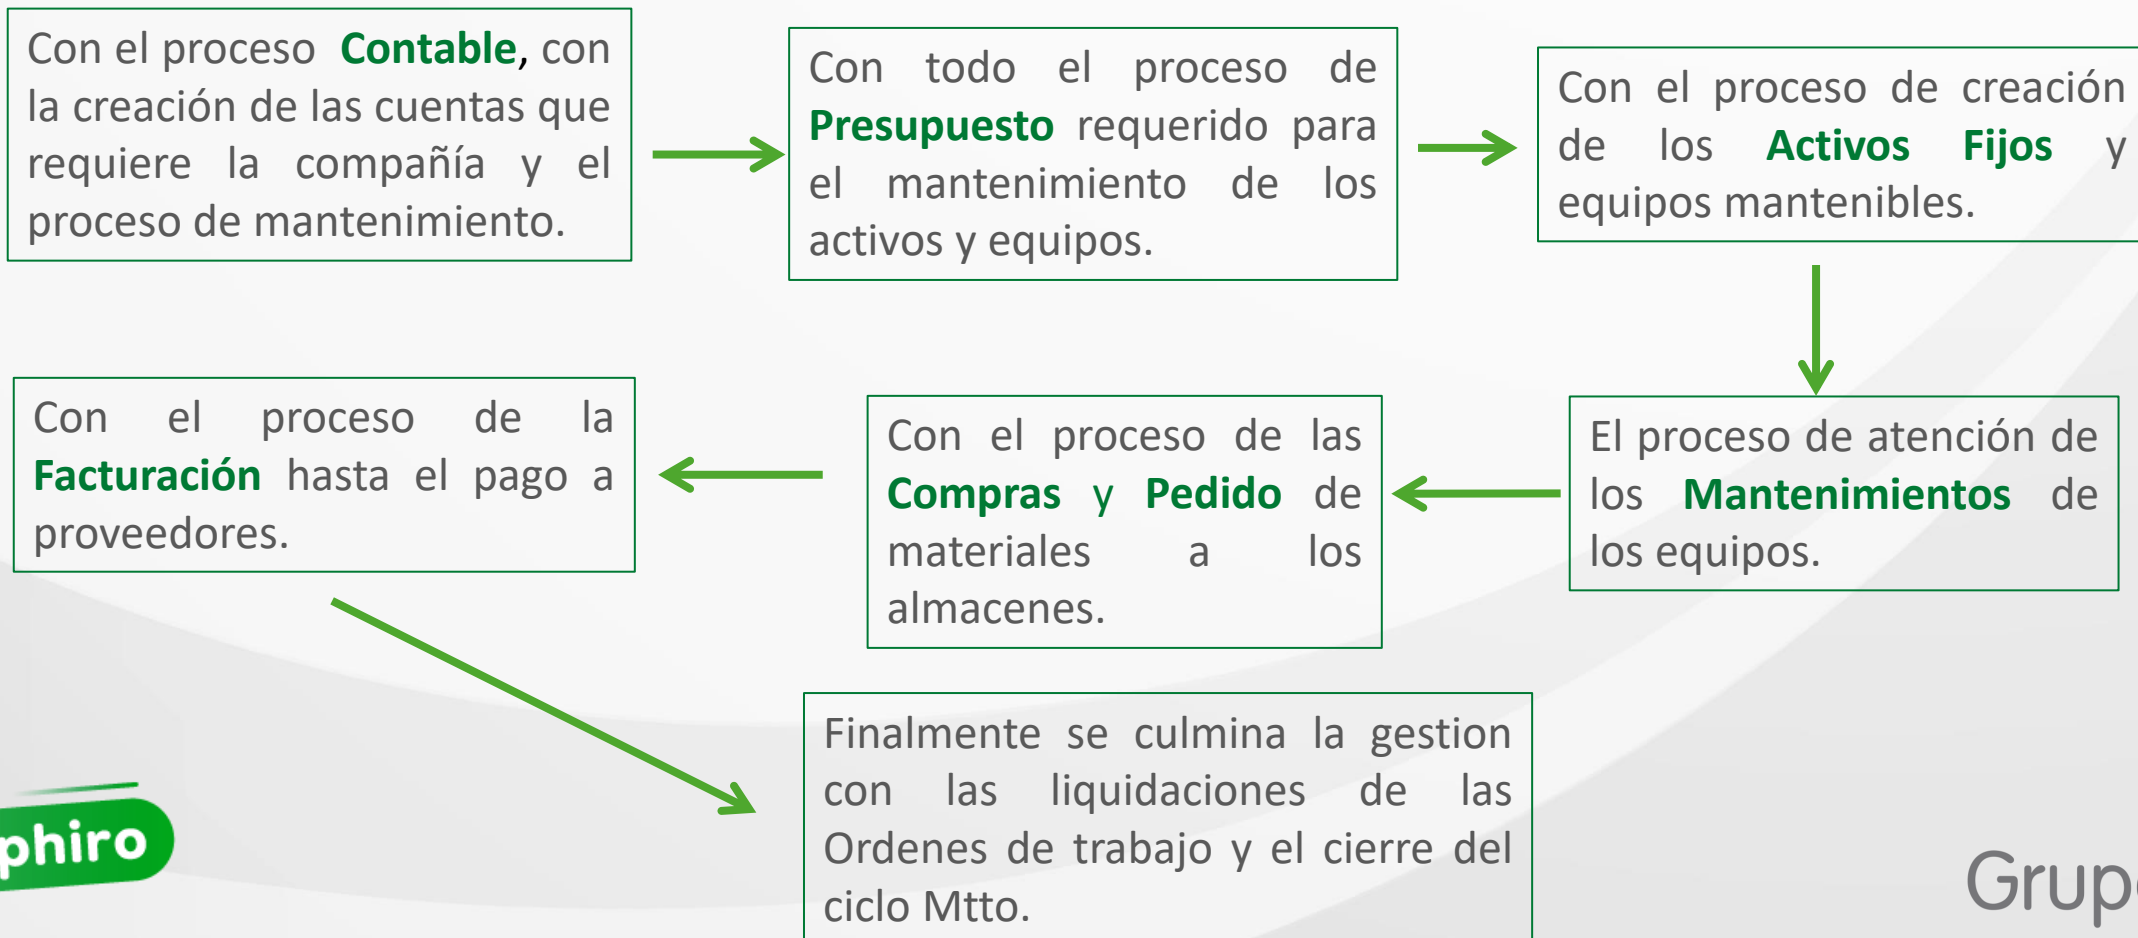 Con el proceso Contable, con
la creación de las cuentas que
requiere la compañía y el
proceso de mantenimiento.
Con todo el proceso de
Presupuesto requerido para
el mantenimiento de los
activos y equipos.
Con el proceso de creación
de los Activos Fijos y
equipos mantenibles.
El proceso de atención de
los Mantenimientos de
los equipos.
Con el proceso de las
Compras y Pedido de
materiales a los
almacenes.
Con el proceso de la
Facturación hasta el pago a
proveedores.
Finalmente se culmina la gestion
con las liquidaciones de las
Ordenes de trabajo y el cierre del
ciclo Mtto.
phiro
Grup